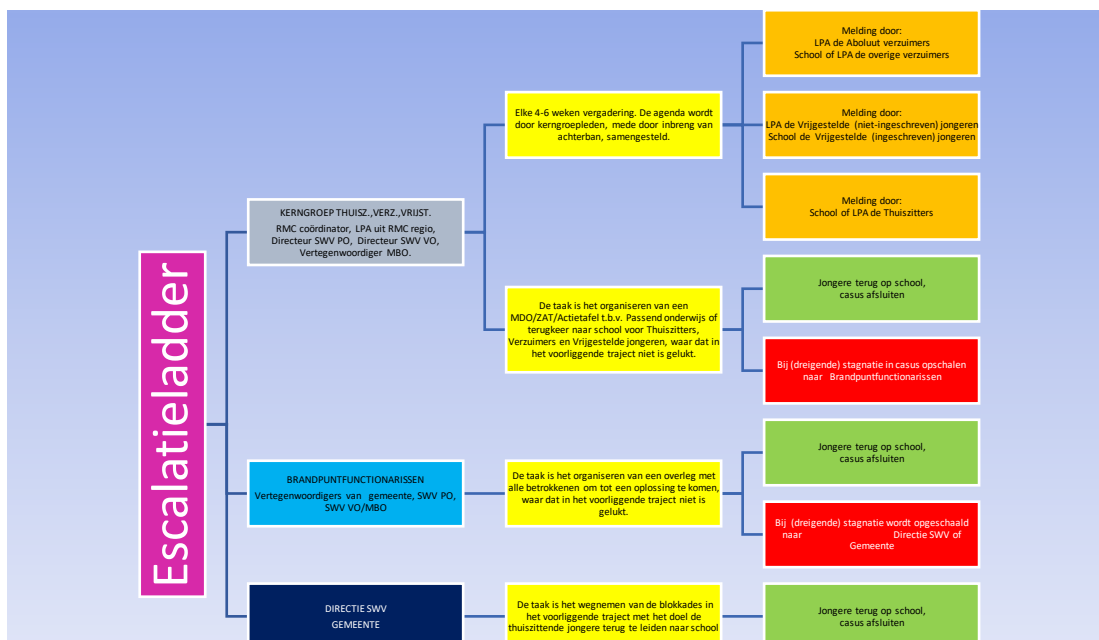 Escalatieladder
KERNGROEP THUISZ.,VERZ.,VRIJST.
RMC coördinator, LPA uit RMC regio,
Directeur SWV PO, Directeur SWV VO,
Vertegenwoordiger MBO.
Elke 4-6 weken vergadering. De agenda wordt
door kerngroepleden, mede door inbreng van
achterban, samengesteld.
Melding door:
LPA de Aboluut verzuimers
School of LPA de overige verzuimers
Melding door:
LPA de Vrijgestelde (niet-ingeschreven) jongeren
School de Vrijgestelde (ingeschreven) jongeren
Melding door:
School of LPA de Thuiszitters
De taak is het organiseren van een
MDO/ZAT/Actietafel t.b.v. Passend onderwijs of
terugkeer naar school voor Thuiszitters,
Verzuimers en Vrijgestelde jongeren, waar dat in
het voorliggende traject niet is gelukt.
Jongere terug op school,
casus afsluiten
Bij (dreigende) stagnatie in casus opschalen
naar Brandpuntfunctionarissen
BRANDPUNTFUNCTIONARISSEN
Vertegenwoordigers van gemeente, SWV PO,
SWV VO/MBO
De taak is het organiseren van een overleg met
alle betrokkenen om tot een oplossing te komen,
waar dat in het voorliggende traject niet is
gelukt.
Jongere terug op school,
casus afsluiten
Bij (dreigende) stagnatie wordt opgeschaald
naar Directie SWV of
Gemeente
DIRECTIE SWV
GEMEENTE
De taak is het wegnemen van de blokkades in
het voorliggende traject met het doel de
thuiszittende jongere terug te leiden naar school
Jongere terug op school,
casus afsluiten